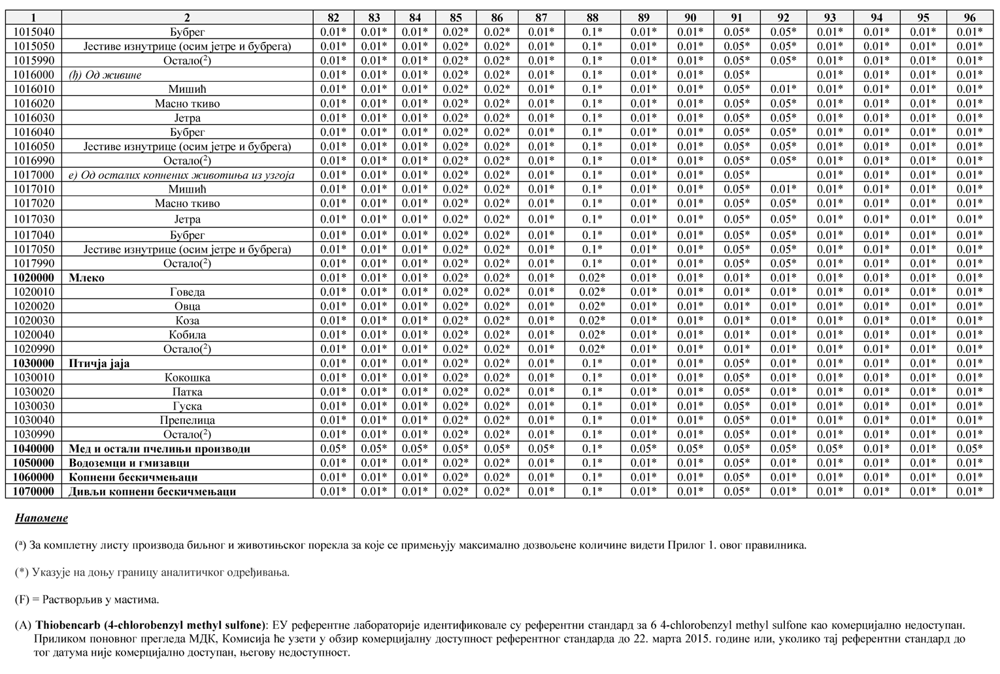 1 2 82 83 84 85 86 87 88 89 90 91 92 93 94 95 96
1015040 Бубрег 0.01* 0.01* 0.01* 0.02* 0.02* 0.01* 0.1* 0.01* 0.01* 0.05* 0.05* 0.01* 0.01* 0.01* 0.01*
1015050 Јестиве изнутрице (осим јетре и бубрега) 0.01* 0.01* 0.01* 0.02* 0.02* 0.01* 0.1* 0.01* 0.01* 0.05* 0.05* 0.01* 0.01* 0.01* 0.01*
1015990 Остало(²) 0.01* 0.01* 0.01* 0.02* 0.02* 0.01* 0.1* 0.01* 0.01* 0.05* 0.05* 0.01* 0.01* 0.01* 0.01*
1016000 (ђ) Од живине 0.01* 0.01* 0.01* 0.02* 0.02* 0.01* 0.1* 0.01* 0.01* 0.05* 0.01* 0.01* 0.01* 0.01*
1016010 Мишић 0.01* 0.01* 0.01* 0.02* 0.02* 0.01* 0.1* 0.01* 0.01* 0.05* 0.01* 0.01* 0.01* 0.01* 0.01*
1016020 Масно ткиво 0.01* 0.01* 0.01* 0.02* 0.02* 0.01* 0.1* 0.01* 0.01* 0.05* 0.05* 0.01* 0.01* 0.01* 0.01*
1016030 Јетра 0.01* 0.01* 0.01* 0.02* 0.02* 0.01* 0.1* 0.01* 0.01* 0.05* 0.05* 0.01* 0.01* 0.01* 0.01*
1016040 Бубрег 0.01* 0.01* 0.01* 0.02* 0.02* 0.01* 0.1* 0.01* 0.01* 0.05* 0.05* 0.01* 0.01* 0.01* 0.01*
1016050 Јестиве изнутрице (осим јетре и бубрега) 0.01* 0.01* 0.01* 0.02* 0.02* 0.01* 0.1* 0.01* 0.01* 0.05* 0.05* 0.01* 0.01* 0.01* 0.01*
1016990 Остало(²) 0.01* 0.01* 0.01* 0.02* 0.02* 0.01* 0.1* 0.01* 0.01* 0.05* 0.05* 0.01* 0.01* 0.01* 0.01*
1017000 е) Од осталих копнених животиња из узгоја 0.01* 0.01* 0.01* 0.02* 0.02* 0.01* 0.1* 0.01* 0.01* 0.05* 0.01* 0.01* 0.01* 0.01*
1017010 Мишић 0.01* 0.01* 0.01* 0.02* 0.02* 0.01* 0.1* 0.01* 0.01* 0.05* 0.01* 0.01* 0.01* 0.01* 0.01*
1017020 Масно ткиво 0.01* 0.01* 0.01* 0.02* 0.02* 0.01* 0.1* 0.01* 0.01* 0.05* 0.05* 0.01* 0.01* 0.01* 0.01*
1017030 Јетра 0.01* 0.01* 0.01* 0.02* 0.02* 0.01* 0.1* 0.01* 0.01* 0.05* 0.05* 0.01* 0.01* 0.01* 0.01*
1017040 Бубрег 0.01* 0.01* 0.01* 0.02* 0.02* 0.01* 0.1* 0.01* 0.01* 0.05* 0.05* 0.01* 0.01* 0.01* 0.01*
1017050 Јестиве изнутрице (осим јетре и бубрега) 0.01* 0.01* 0.01* 0.02* 0.02* 0.01* 0.1* 0.01* 0.01* 0.05* 0.05* 0.01* 0.01* 0.01* 0.01*
1017990 Остало(²) 0.01* 0.01* 0.01* 0.02* 0.02* 0.01* 0.1* 0.01* 0.01* 0.05* 0.05* 0.01* 0.01* 0.01* 0.01*
1020000 Млеко 0.01* 0.01* 0.01* 0.02* 0.02* 0.01* 0.02* 0.01* 0.01* 0.01* 0.01* 0.01* 0.01* 0.01* 0.01*
1020010 Говеда 0.01* 0.01* 0.01* 0.02* 0.02* 0.01* 0.02* 0.01* 0.01* 0.01* 0.01* 0.01* 0.01* 0.01* 0.01*
1020020 Овца 0.01* 0.01* 0.01* 0.02* 0.02* 0.01* 0.02* 0.01* 0.01* 0.01* 0.01* 0.01* 0.01* 0.01* 0.01*
1020030 Коза 0.01* 0.01* 0.01* 0.02* 0.02* 0.01* 0.02* 0.01* 0.01* 0.01* 0.01* 0.01* 0.01* 0.01* 0.01*
1020040 Кобила 0.01* 0.01* 0.01* 0.02* 0.02* 0.01* 0.02* 0.01* 0.01* 0.01* 0.01* 0.01* 0.01* 0.01* 0.01*
1020990 Остало(²) 0.01* 0.01* 0.01* 0.02* 0.02* 0.01* 0.02* 0.01* 0.01* 0.01* 0.01* 0.01* 0.01* 0.01* 0.01*
1030000 Птичја јаја 0.01* 0.01* 0.01* 0.02* 0.02* 0.01* 0.1* 0.01* 0.01* 0.05* 0.01* 0.01* 0.01* 0.01* 0.01*
1030010 Кокошка 0.01* 0.01* 0.01* 0.02* 0.02* 0.01* 0.1* 0.01* 0.01* 0.05* 0.01* 0.01* 0.01* 0.01* 0.01*
1030020 Патка 0.01* 0.01* 0.01* 0.02* 0.02* 0.01* 0.1* 0.01* 0.01* 0.05* 0.01* 0.01* 0.01* 0.01* 0.01*
1030030 Гуска 0.01* 0.01* 0.01* 0.02* 0.02* 0.01* 0.1* 0.01* 0.01* 0.05* 0.01* 0.01* 0.01* 0.01* 0.01*
1030040 Препелица 0.01* 0.01* 0.01* 0.02* 0.02* 0.01* 0.1* 0.01* 0.01* 0.05* 0.01* 0.01* 0.01* 0.01* 0.01*
1030990 Остало(²) 0.01* 0.01* 0.01* 0.02* 0.02* 0.01* 0.1* 0.01* 0.01* 0.05* 0.01* 0.01* 0.01* 0.01* 0.01*
1040000 Мед и остали пчелињи производи 0.05* 0.05* 0.05* 0.05* 0.05* 0.05* 0.1* 0.05* 0.05* 0.05* 0.05* 0.05* 0.01* 0.01* 0.05*
1050000 Водоземци и гмизавци 0.01* 0.01* 0.01* 0.02* 0.02* 0.01* 0.1* 0.01* 0.01* 0.05* 0.01* 0.01* 0.01* 0.01* 0.01*
1060000 Копнени бескичмењаци 0.01* 0.01* 0.01* 0.02* 0.02* 0.01* 0.1* 0.01* 0.01* 0.05* 0.01* 0.01* 0.01* 0.01* 0.01*
1070000 Дивљи копнени бескичмењаци 0.01* 0.01* 0.01* 0.02* 0.02* 0.01* 0.1* 0.01* 0.01* 0.05* 0.01* 0.01* 0.01* 0.01* 0.01*
Напомене
(ª) За комплетну листу производа биљног и животињског порекла за које се примењују максимално дозвољене количине видети Прилог 1. овог правилника.
(*) Указује на доњу границу аналитичког одређивања.
(F) = Растворљив у мастима.
(A) Thiobencarb (4-chlorobenzyl methyl sulfone): ЕУ референтне лабораторије идентификовале су референтни стандард за 6 4-chlorobenzyl methyl sulfone као комерцијално недоступан.
Приликом поновног прегледа МДК, Комисија ће узети у обзир комерцијалну доступност референтног стандарда до 22. марта 2015. године или, уколико тај референтни стандард до
тог датума није комерцијално доступан, његову недоступност.